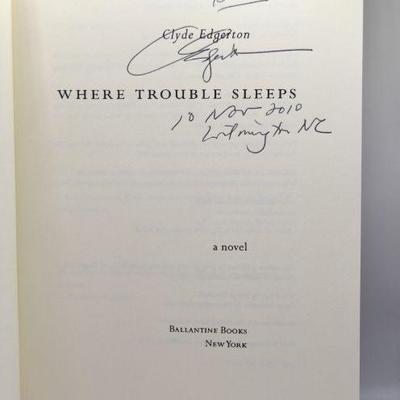 Clyde Edgerton
WHERE TROUBLE SLEEPS
10 Nov 2010
Wilmington NC
a novel
BALLANTINE BOOKS
NEW YORK